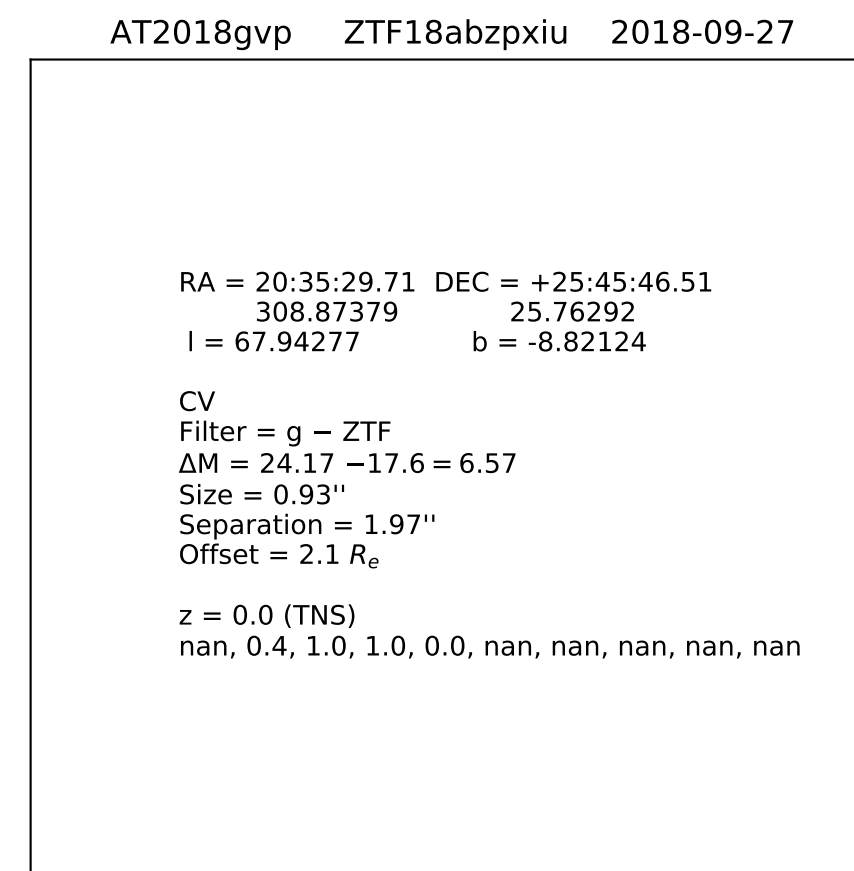 AT2018gvp ZTF18abzpxiu 2018-09-27
RA = 20:35:29.71 DEC = +25:45:46.51
308.87379 25.76292
l = 67.94277 b = -8.82124
CV
Filter = g − ZTF
ΔM = 24.17 −17.6 = 6.57
Size = 0.93''
Separation = 1.97''
Offset = 2.1 Re
z = 0.0 (TNS)
nan, 0.4, 1.0, 1.0, 0.0, nan, nan, nan, nan, nan